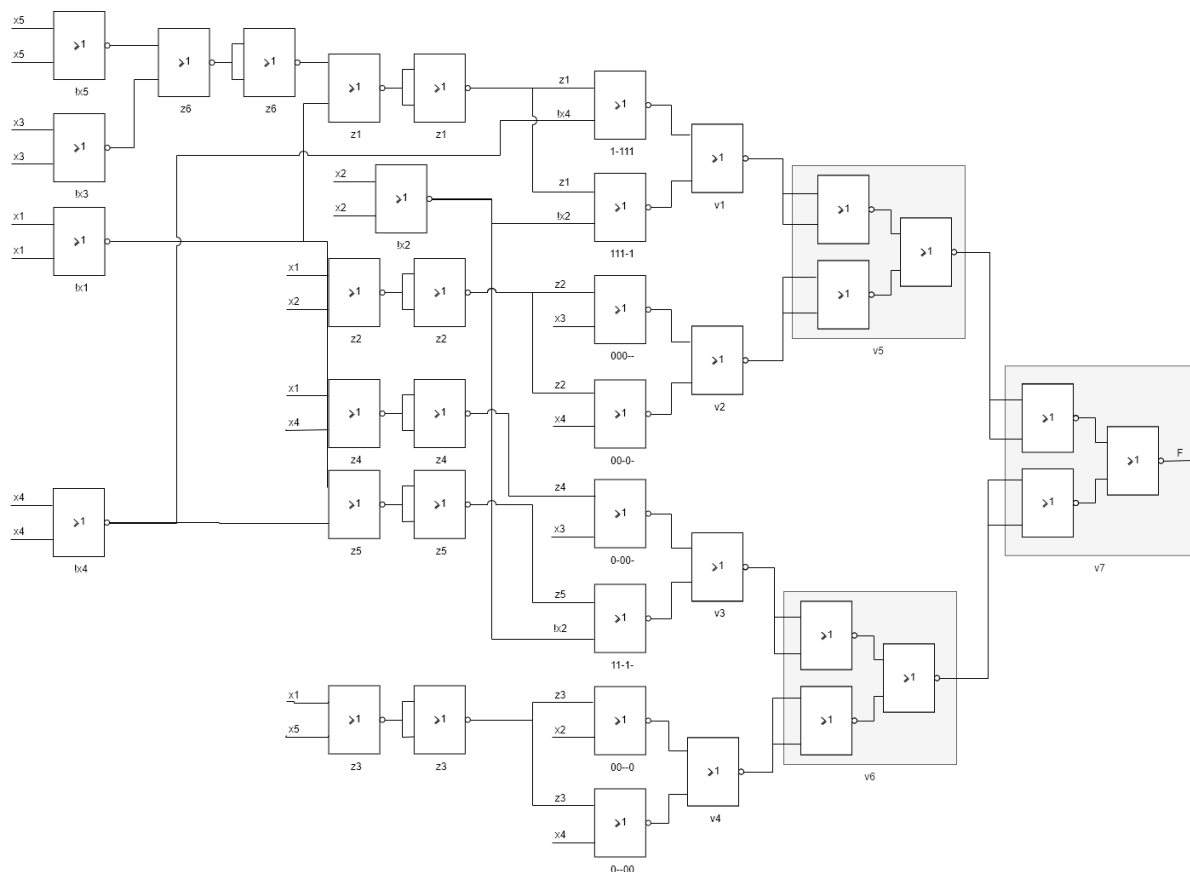 x5
x5
⩾1
!x5
⩾1
z6
⩾1
z6
x3
x3
⩾1
!x3
⩾1
z1
⩾1
z1
x1
x1
⩾1
!x1
x2
x2
⩾1
!x2
z1
!x4
⩾1
1-111
z1
!x2
⩾1
111-1
⩾1
v1
x1
x2
⩾1
z2
⩾1
z2
z2
x3
⩾1
000--
z2
x4
⩾1
00-0-
⩾1
v2
⩾1
⩾1
⩾1
v5
x1
x4
⩾1
z4
⩾1
z4
x4
x4
⩾1
!x4
⩾1
z5
⩾1
z5
z4
x3
⩾1
0-00-
z5
!x2
⩾1
11-1-
⩾1
v3
⩾1
⩾1
⩾1
F
v7
x1
x5
⩾1
z3
⩾1
z3
z3
x2
⩾1
00--0
z3
x4
⩾1
0--00
⩾1
v4
⩾1
⩾1
⩾1
v6